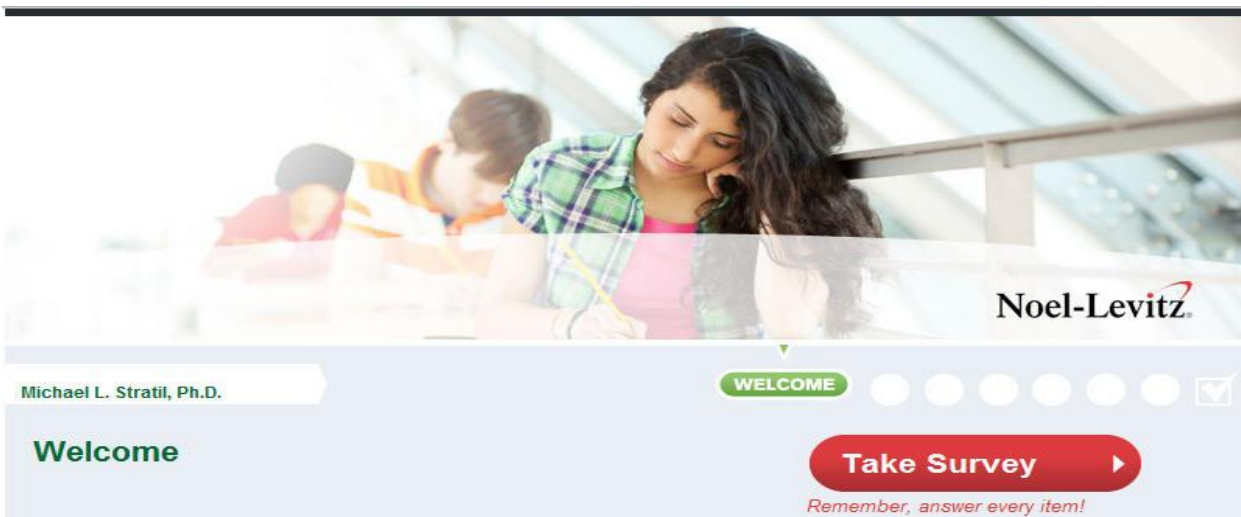 Noel-Levitz.
Michael L. Stratil, Ph.D.
WELCOME
Welcome
Take Survey
Remember, answer every item!